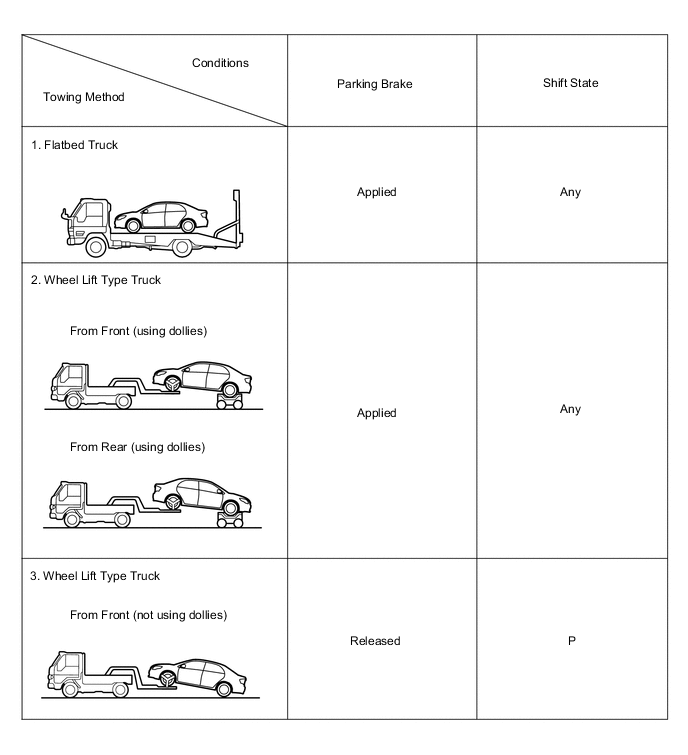 Conditions
Towing Method
Parking Brake
Shift State
1. Flatbed Truck
Applied
Any
2. Wheel Lift Type Truck
From Front (using dollies)
From Rear (using dollies)
Applied
Any
3. Wheel Lift Type Truck
From Front (not using dollies)
Released
P